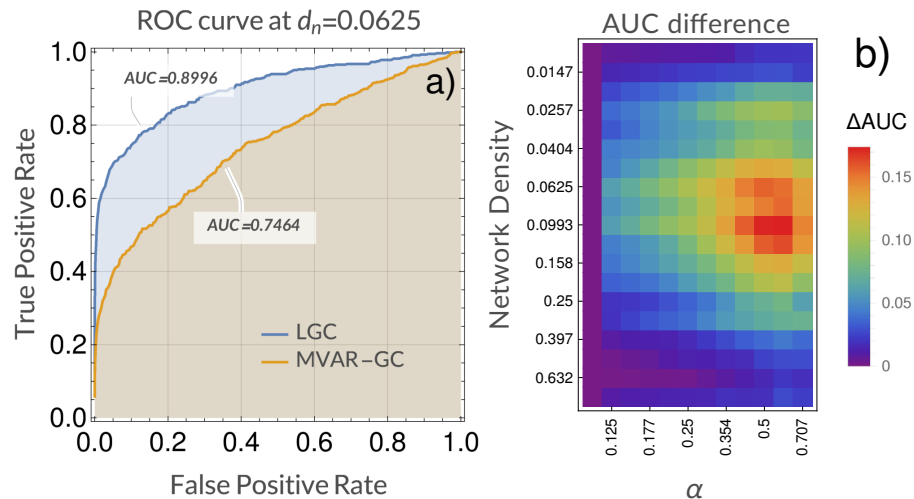 ROC curve at dn=0.0625
a)
AUC=0.8996
AUC=0.7464
LGC
MVAR-GC
True Positive Rate
1.0
0.8
0.6
0.4
0.2
0.0
0.0 0.2 0.4 0.6 0.8 1.0
False Positive Rate
AUC difference
b)
Network Density
0.0147
0.0257
0.0404
0.0625
0.0993
0.158
0.25
0.397
0.632
0.125 0.177 0.25 0.354 0.5 0.707
α
ΔAUC
0.15
0.10
0.05
0